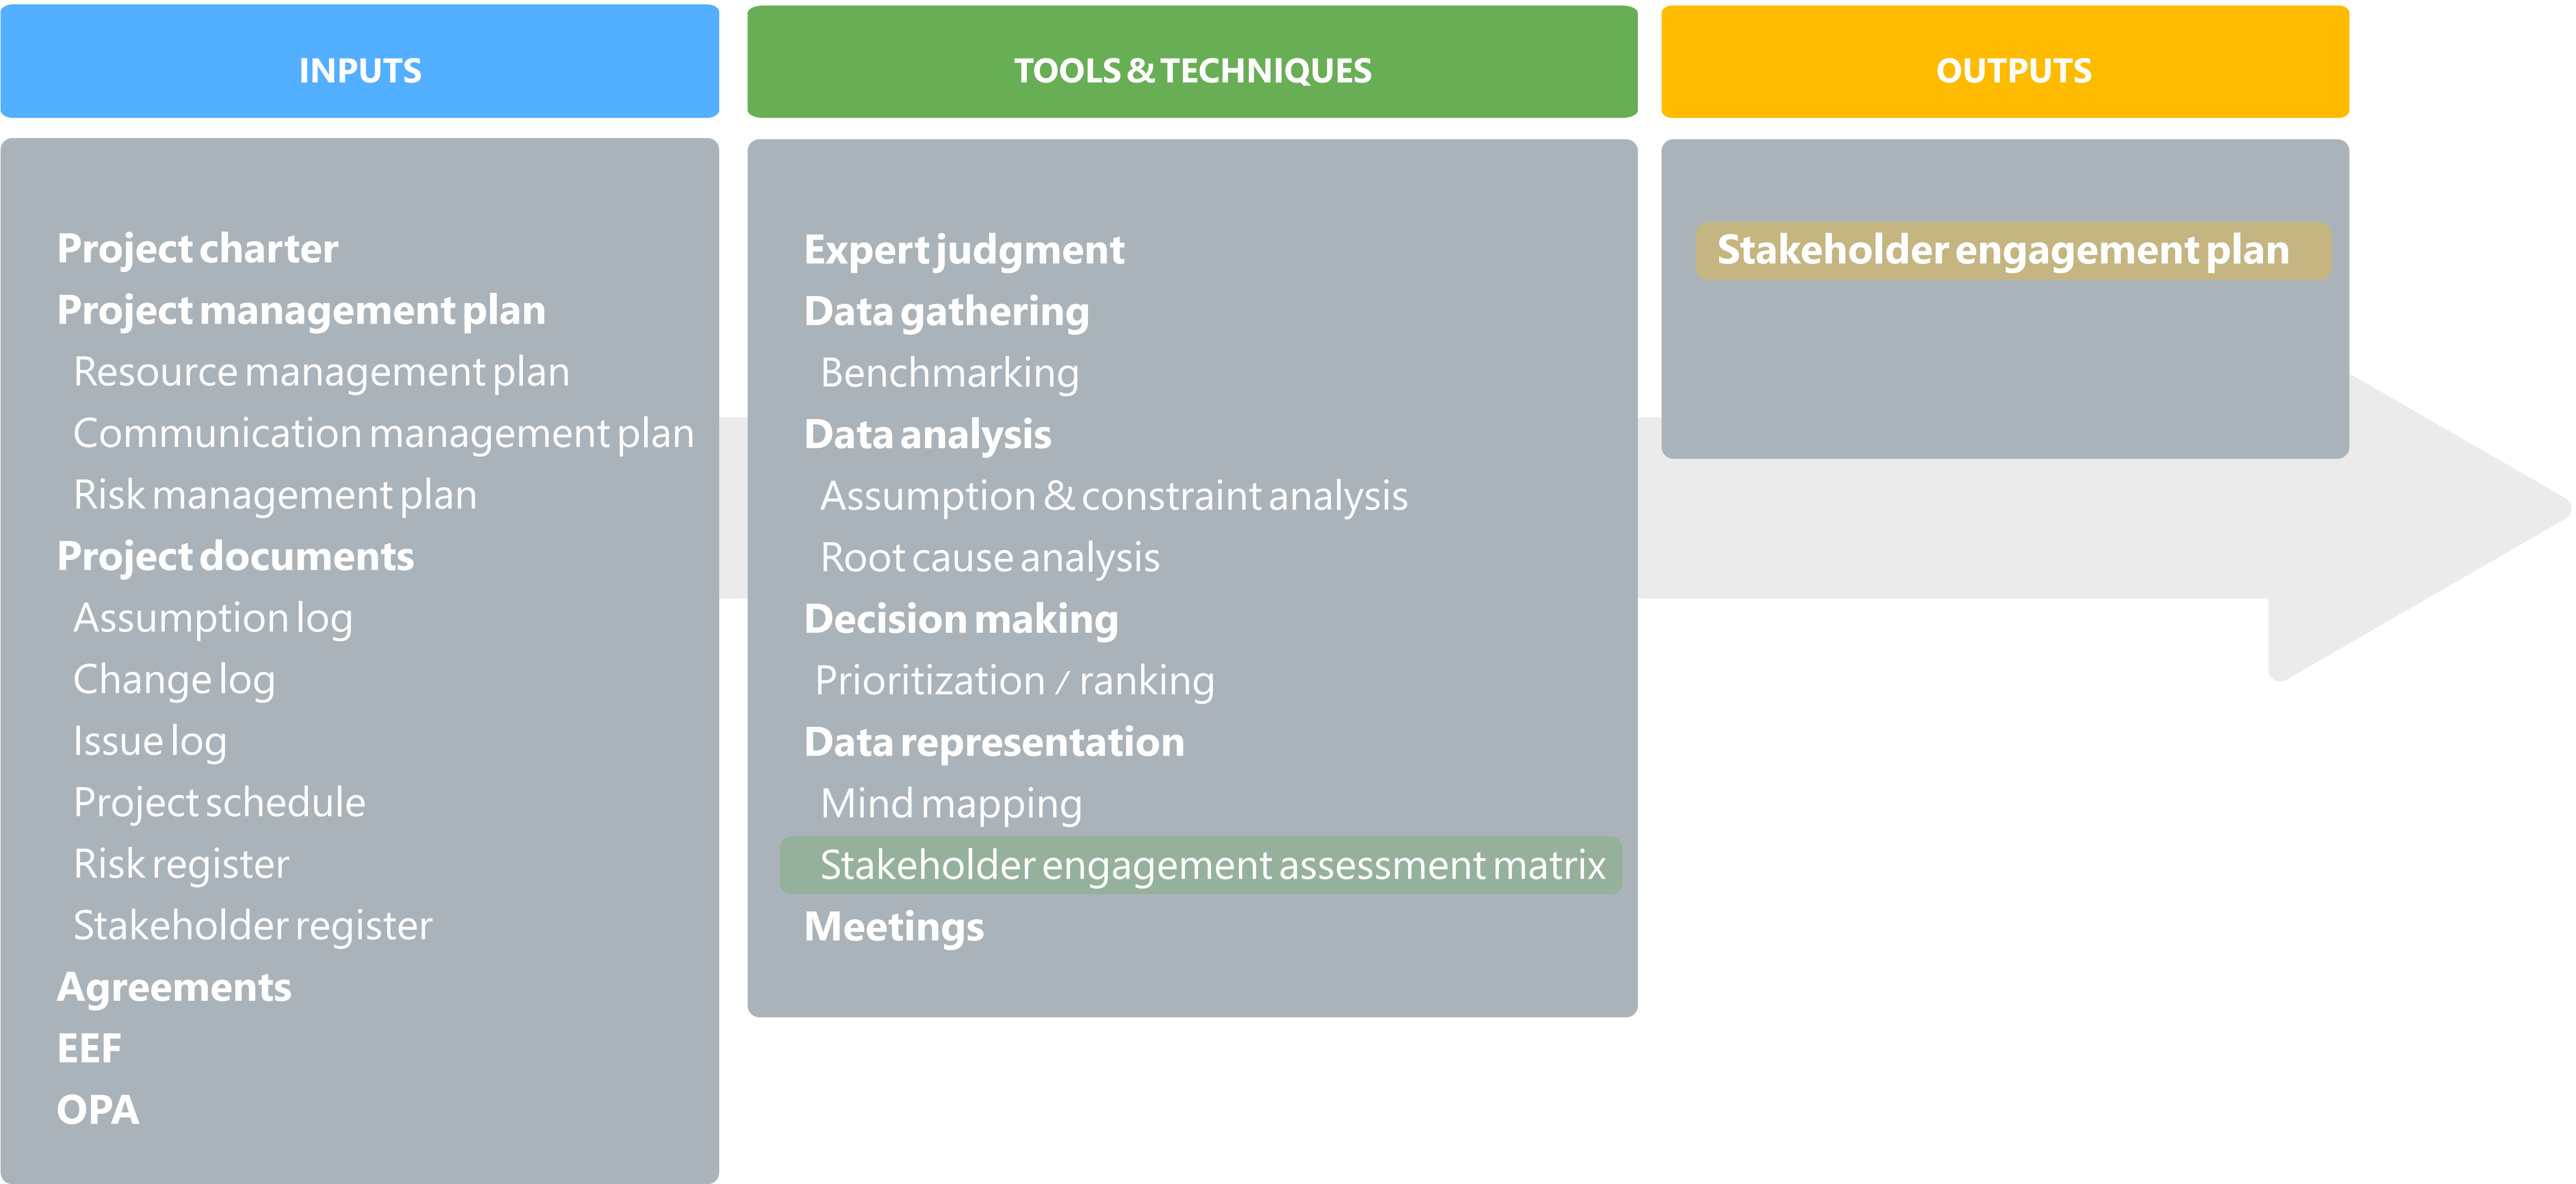 INPUTS
Project charter
Project management plan
Resource management plan
Communication management plan
Risk management plan
Project documents
Assumption log
Change log
Issue log
Project schedule
Risk register
Stakeholder register
Agreements
EEF
OPA
TOOLS & TECHNIQUES
Expert judgment
Data gathering
Benchmarking
Data analysis
Assumption & constraint analysis
Root cause analysis
Decision making
Prioritization / ranking
Data representation
Mind mapping
Stakeholder engagement assessment matrix
Meetings
OUTPUTS
Stakeholder engagement plan